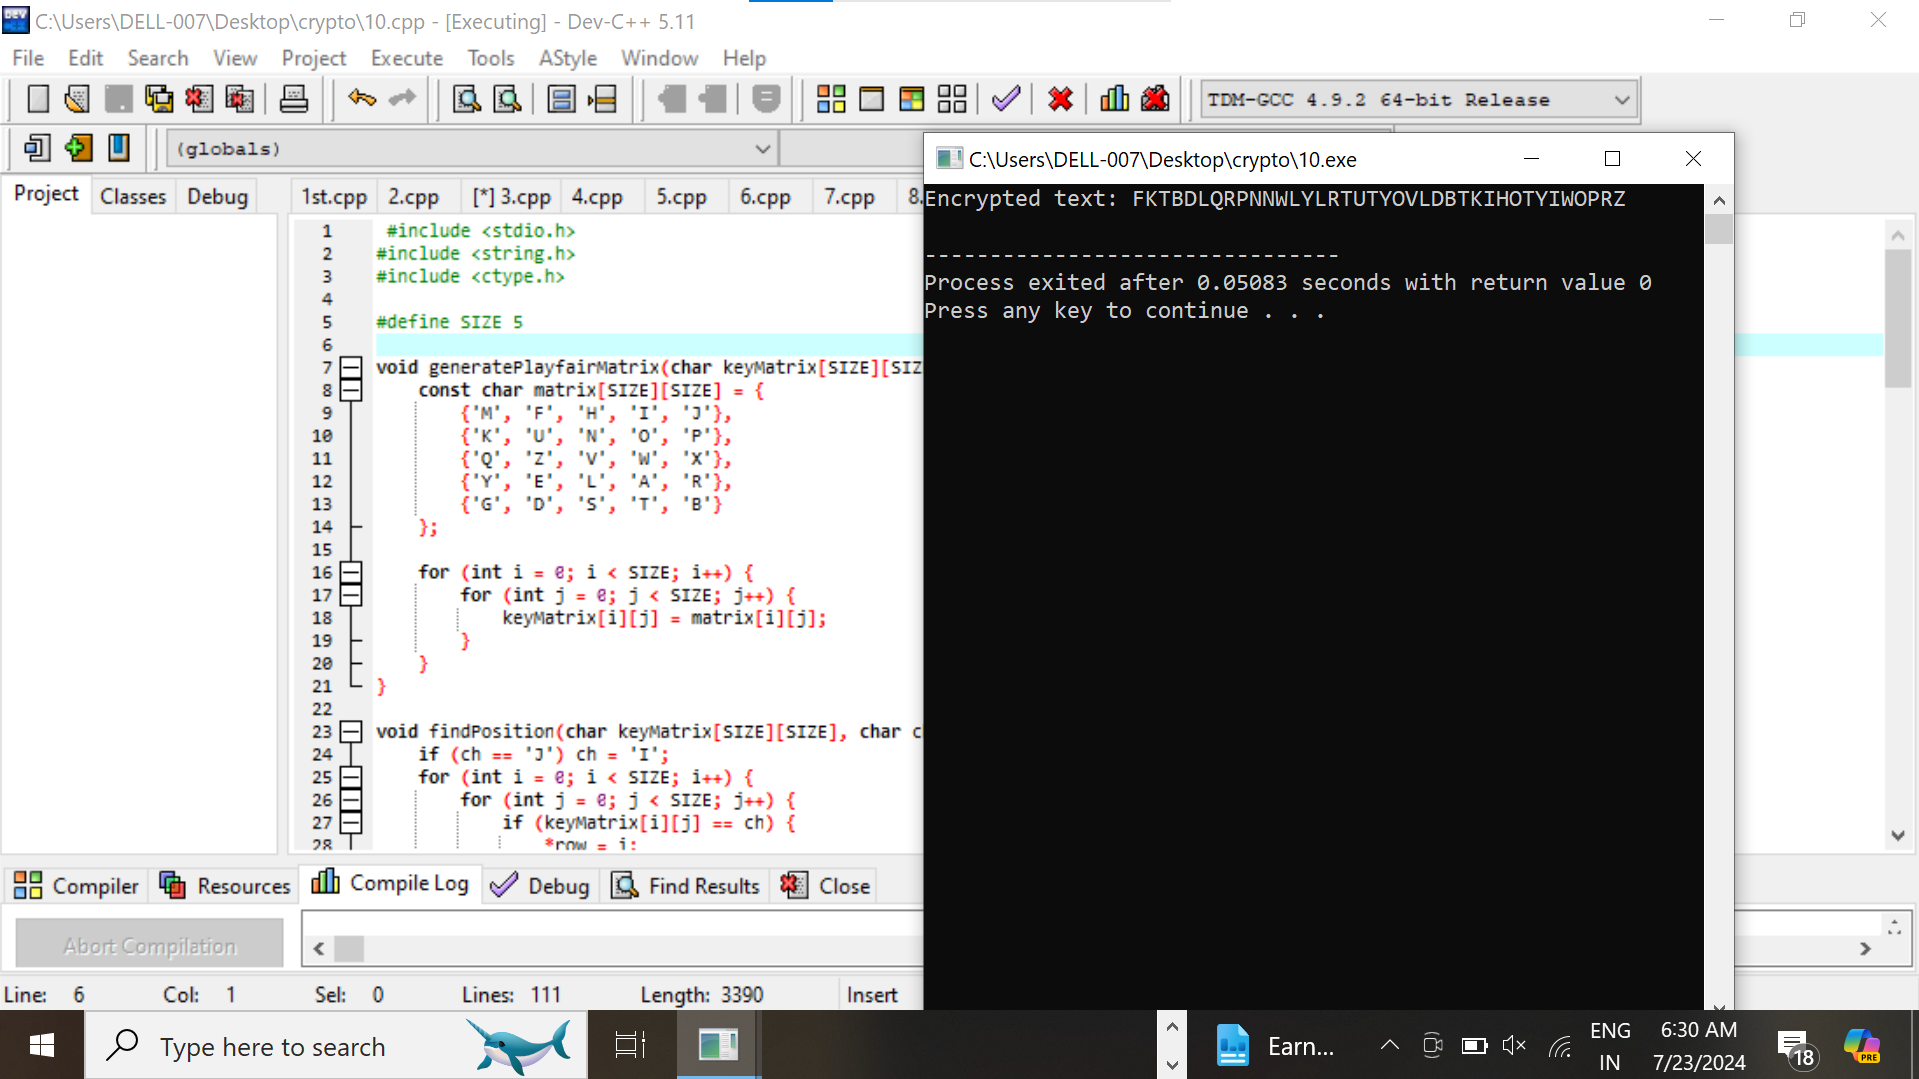 C:\Users\DELL-007\Desktop\crypto\10.cpp - [Executing] - Dev-C++ 5.11
File Edit Search View Project Execute Tools AStyle Window Help
TDM-GCC 4.9.2 64-bit Release
(globals)
Project Classes Debug
1st.cpp 2.cpp [*] 3.cpp 4.cpp 5.cpp 6.cpp 7.cpp 8.
1 #include <stdio.h>
2 #include <string.h>
3 #include <ctype.h>
4
5 #define SIZE 5
6
7 void generatePlayfairMatrix(char keyMatrix[SIZE][SIZ
8 const char matrix[SIZE][SIZE] = {
9 {'M', 'F', 'H', 'I', 'J'},
10 {'K', 'U', 'N', 'O', 'P'},
11 {'Q', 'Z', 'V', 'W', 'X'},
12 {'Y', 'E', 'L', 'A', 'R'},
13 {'G', 'D', 'S', 'T', 'B'}
14 };
15
16 for (int i = 0; i < SIZE; i++) {
17 for (int j = 0; j < SIZE; j++) {
18 keyMatrix[i][j] = matrix[i][j];
19 }
20 }
21 }
22
23 void findPosition(char keyMatrix[SIZE][SIZE], char c
24 if (ch == 'J') ch = 'I';
25 for (int i = 0; i < SIZE; i++) {
26 for (int j = 0; j < SIZE; j++) {
27 if (keyMatrix[i][j] == ch) {
28 *row = i;
C:\Users\DELL-007\Desktop\crypto\10.exe
Encrypted text: FKTBDLQRPNNWLYLRTUTYOVLDBTKIHOTYIWOPRZ
--------------------------------
Process exited after 0.05083 seconds with return value 0
Press any key to continue . . .
Compiler Resources Compile Log Debug Find Results Close
Abort Compilation
Line: 6 Col: 1 Sel: 0 Lines: 111 Length: 3390 Insert
Type here to search
Earn...
ENG
IN
6:30 AM
7/23/2024
18
PRE